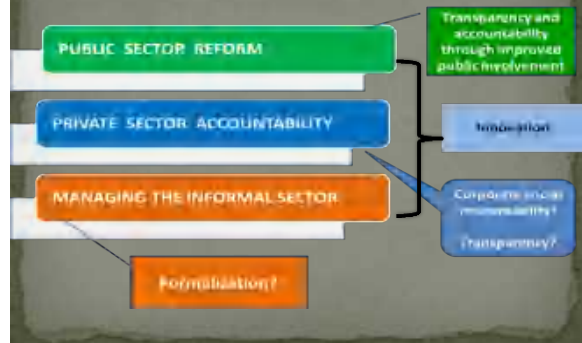 Transparency and
accountability
through improved
public involvement
PUBLIC SECTOR REFORM
PRIVATE SECTOR ACCOUNTABILITY
Innovation
MANAGING THE INFORMAL SECTOR
Corporate social
responsibility?
Transparency?
Formalization?